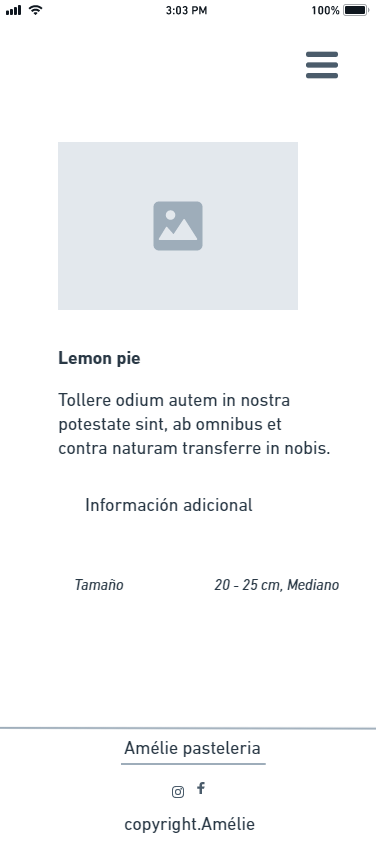 3:03 PM
100%
Lemon pie
Tollere odium autem in nostra
potestate sint, ab omnibus et
contra naturam transferre in nobis.
Información adicional
Tamaño 20 - 25 cm, Mediano
Amélie pasteleria
copyright.Amélie